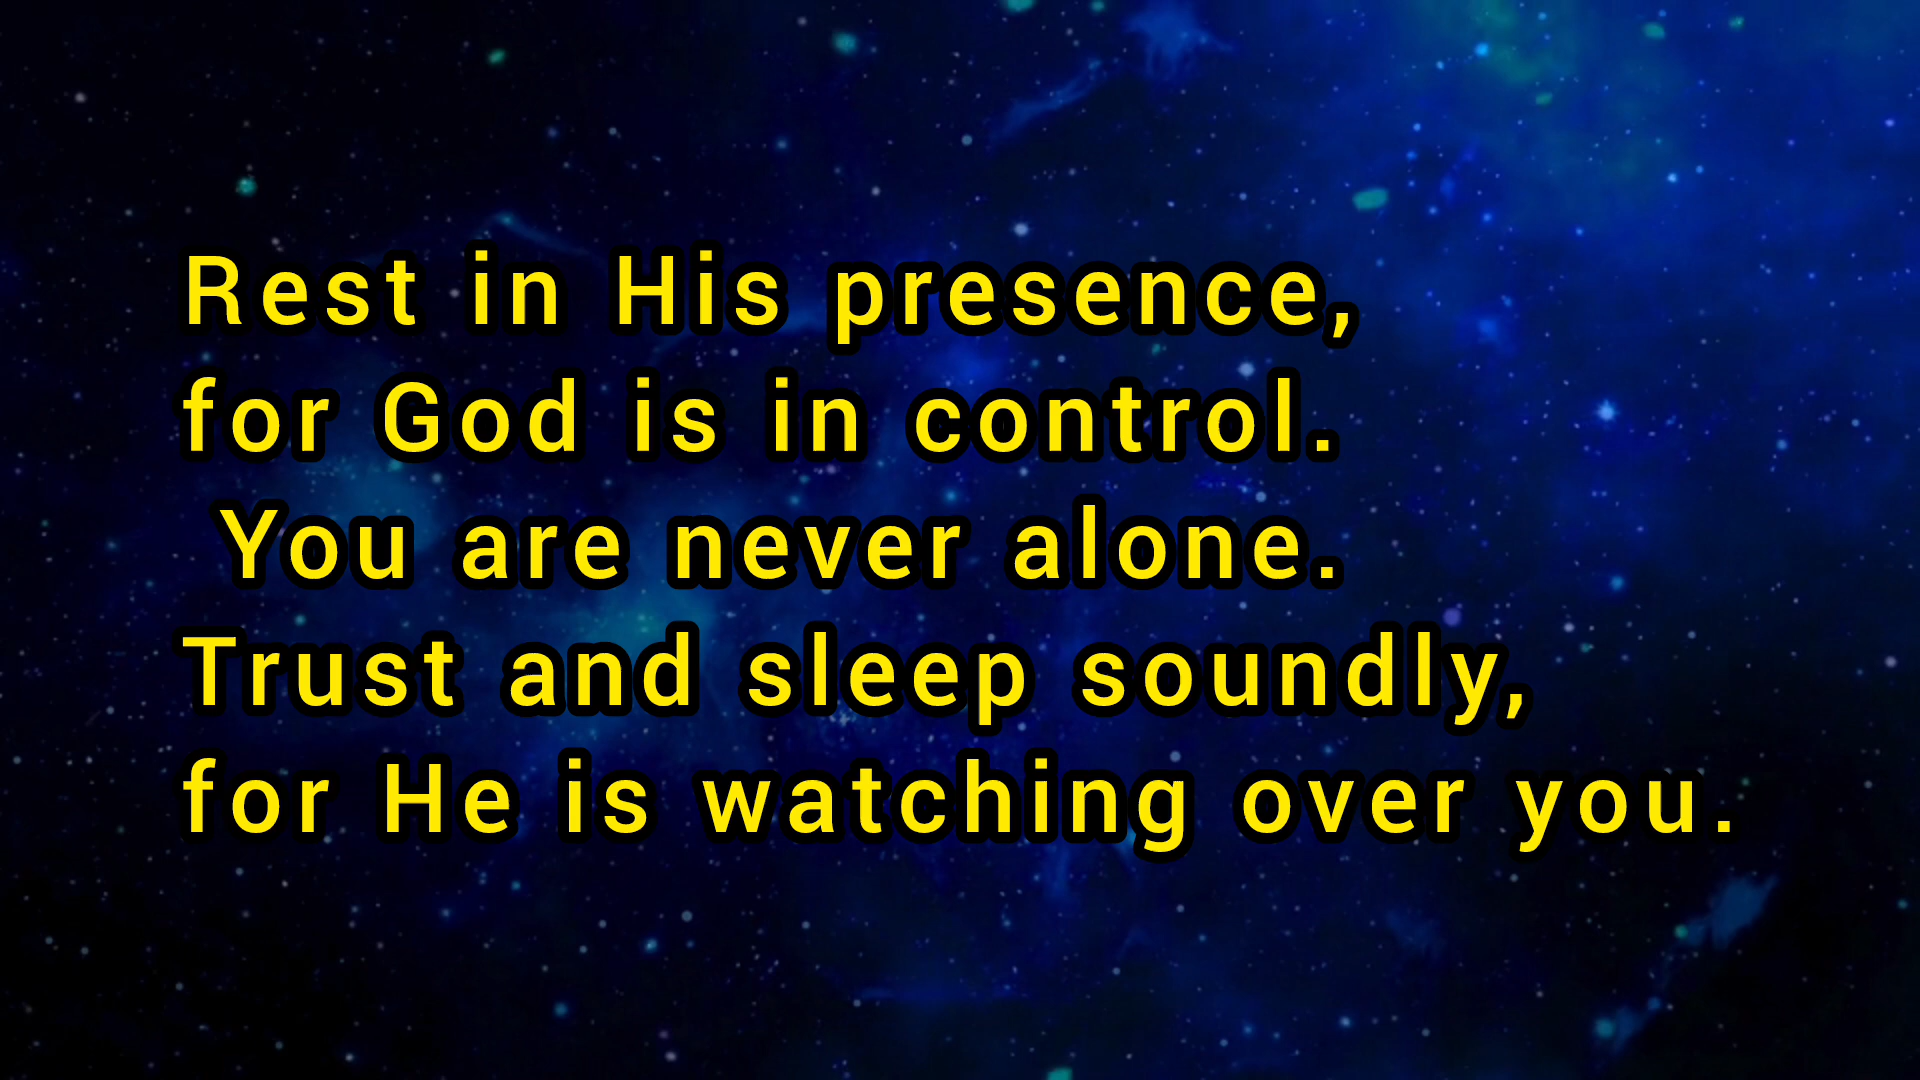 Rest in His presence,
for God is in control.
You are never alone.
Trust and sleep soundly,
for He is watching over you.